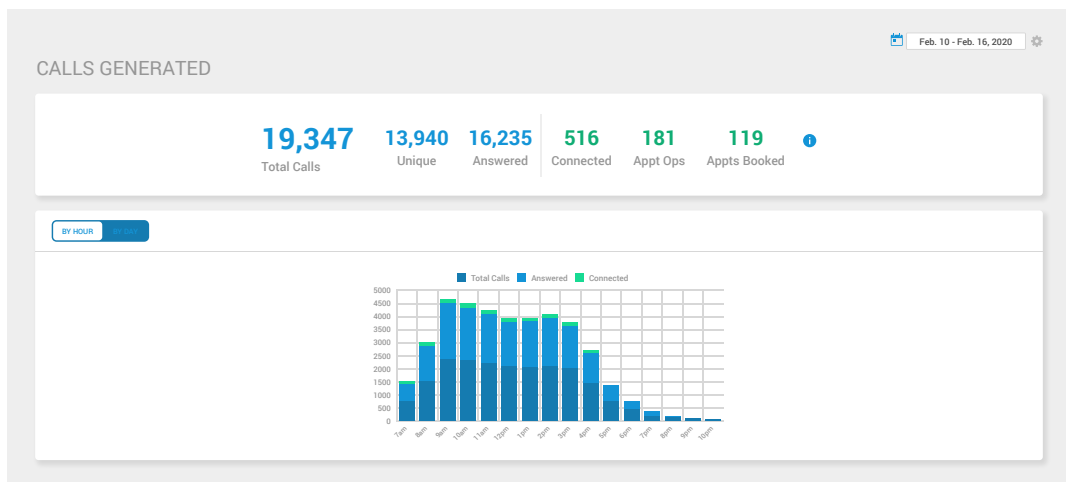 Feb. 10 - Feb. 16, 2020
CALLS GENERATED
19,347 13,940 16,235 516 181 119
Total Calls Unique Answered Connected Appt Ops Appts Booked
BY HOUR BY DAY
Total Calls Answered Connected
5000
4500
4000
3500
3000
2500
2000
1500
1000
500
0
7am 8am 9am 10am 11am 12pm 1pm 2pm 3pm 4pm 5pm 6pm 7pm 8pm 9pm 10pm